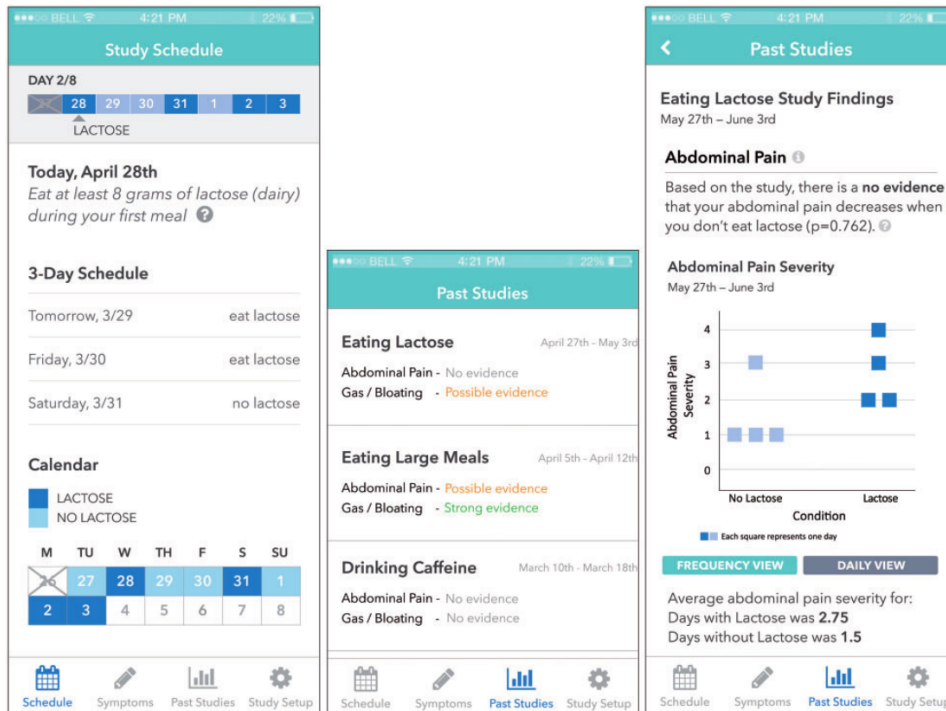 BELL 4:21 PM 22%
Study Schedule
DAY 2/8
28 29 30 31 1 2 3
LACTOSE
Today, April 28th
Eat at least 8 grams of lactose (dairy)
during your first meal ?
3-Day Schedule
Tomorrow, 3/29 eat lactose
Friday, 3/30 eat lactose
Saturday, 3/31 no lactose
Calendar
LACTOSE
NO LACTOSE
M TU W TH F S SU
26 27 28 29 30 31 1
2 3 4 5 6 7 8
Schedule Symptoms Past Studies Study Setup
BELL 4:21 PM 22%
Past Studies
Eating Lactose April 27th - May 3rd
Abdominal Pain - No evidence
Gas / Bloating - Possible evidence
Eating Large Meals April 5th - April 12th
Abdominal Pain - Possible evidence
Gas / Bloating - Strong evidence
Drinking Caffeine March 10th - March 18th
Abdominal Pain - No evidence
Gas / Bloating - No evidence
Schedule Symptoms Past Studies Study Setup
BELL 4:21 PM 22%
Past Studies
Eating Lactose Study Findings
May 27th – June 3rd
Abdominal Pain i
Based on the study, there is a no evidence
that your abdominal pain decreases when
you don't eat lactose (p=0.762). ?
Abdominal Pain Severity
May 27th – June 3rd
Abdominal Pain
Severity
4
3
2
1
0
No Lactose Lactose
Condition
Each square represents one day
FREQUENCY VIEW DAILY VIEW
Average abdominal pain severity for:
Days with Lactose was 2.75
Days without Lactose was 1.5
Schedule Symptoms Past Studies Study Setup